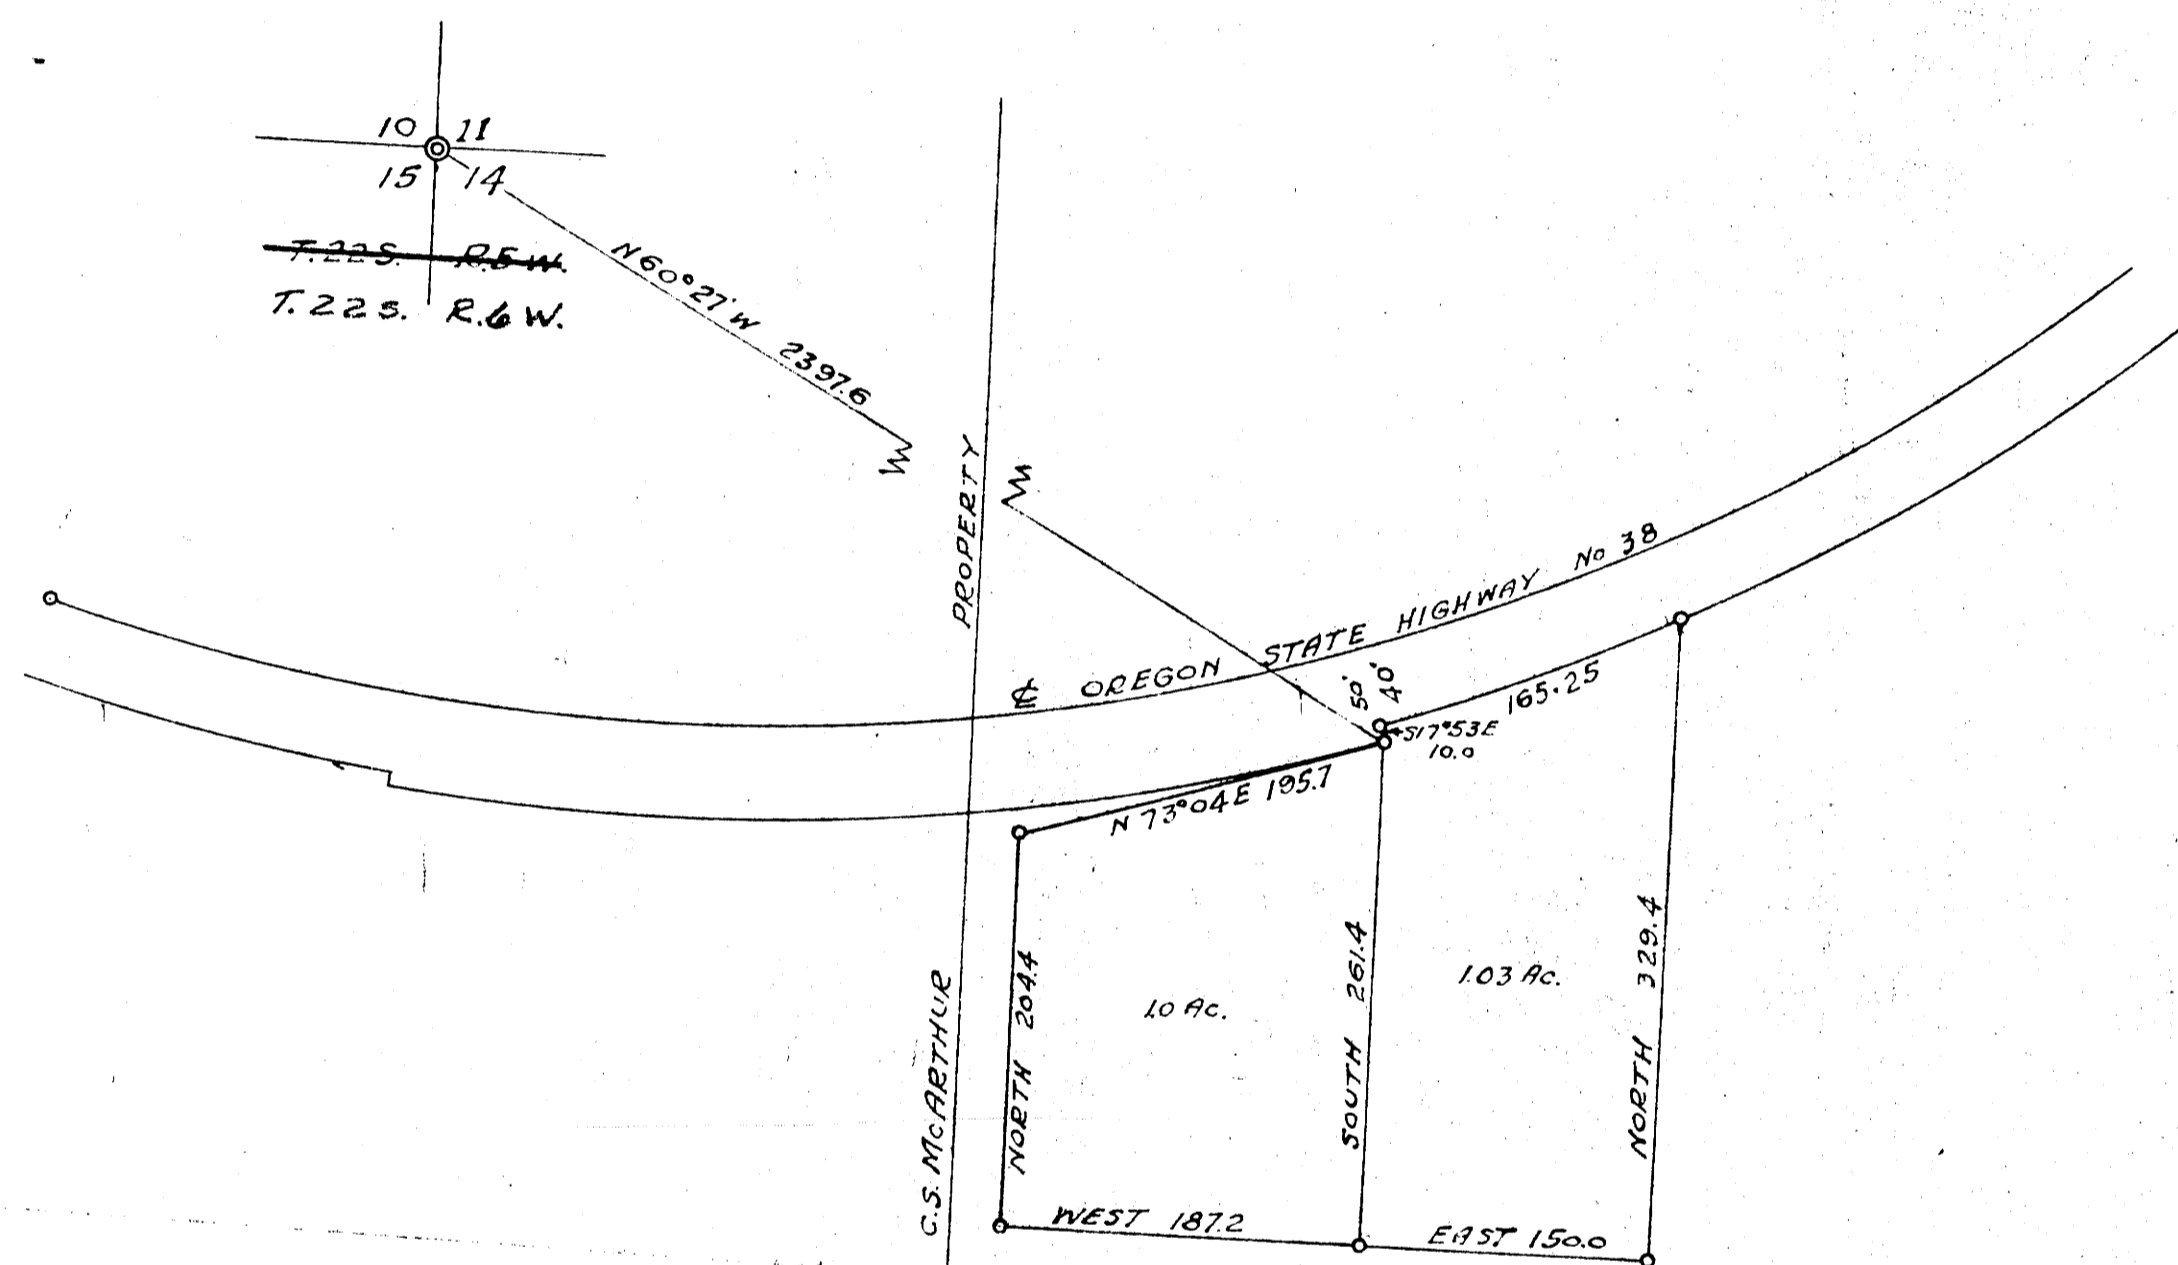 10 11
15 14
T.22S. R.5W.
T.22S. R.6W.
N60°27'W 2397.6
PROPERTY
C.S. McARTHUR
℄ OREGON STATE HIGHWAY No 38
50' 40'
165.25
S17°53E
10.0
N 73°04E 195.7
NORTH 204.4
1.0 Ac.
SOUTH 261.4
1.03 Ac.
NORTH 329.4
WEST 187.2
EAST 150.0